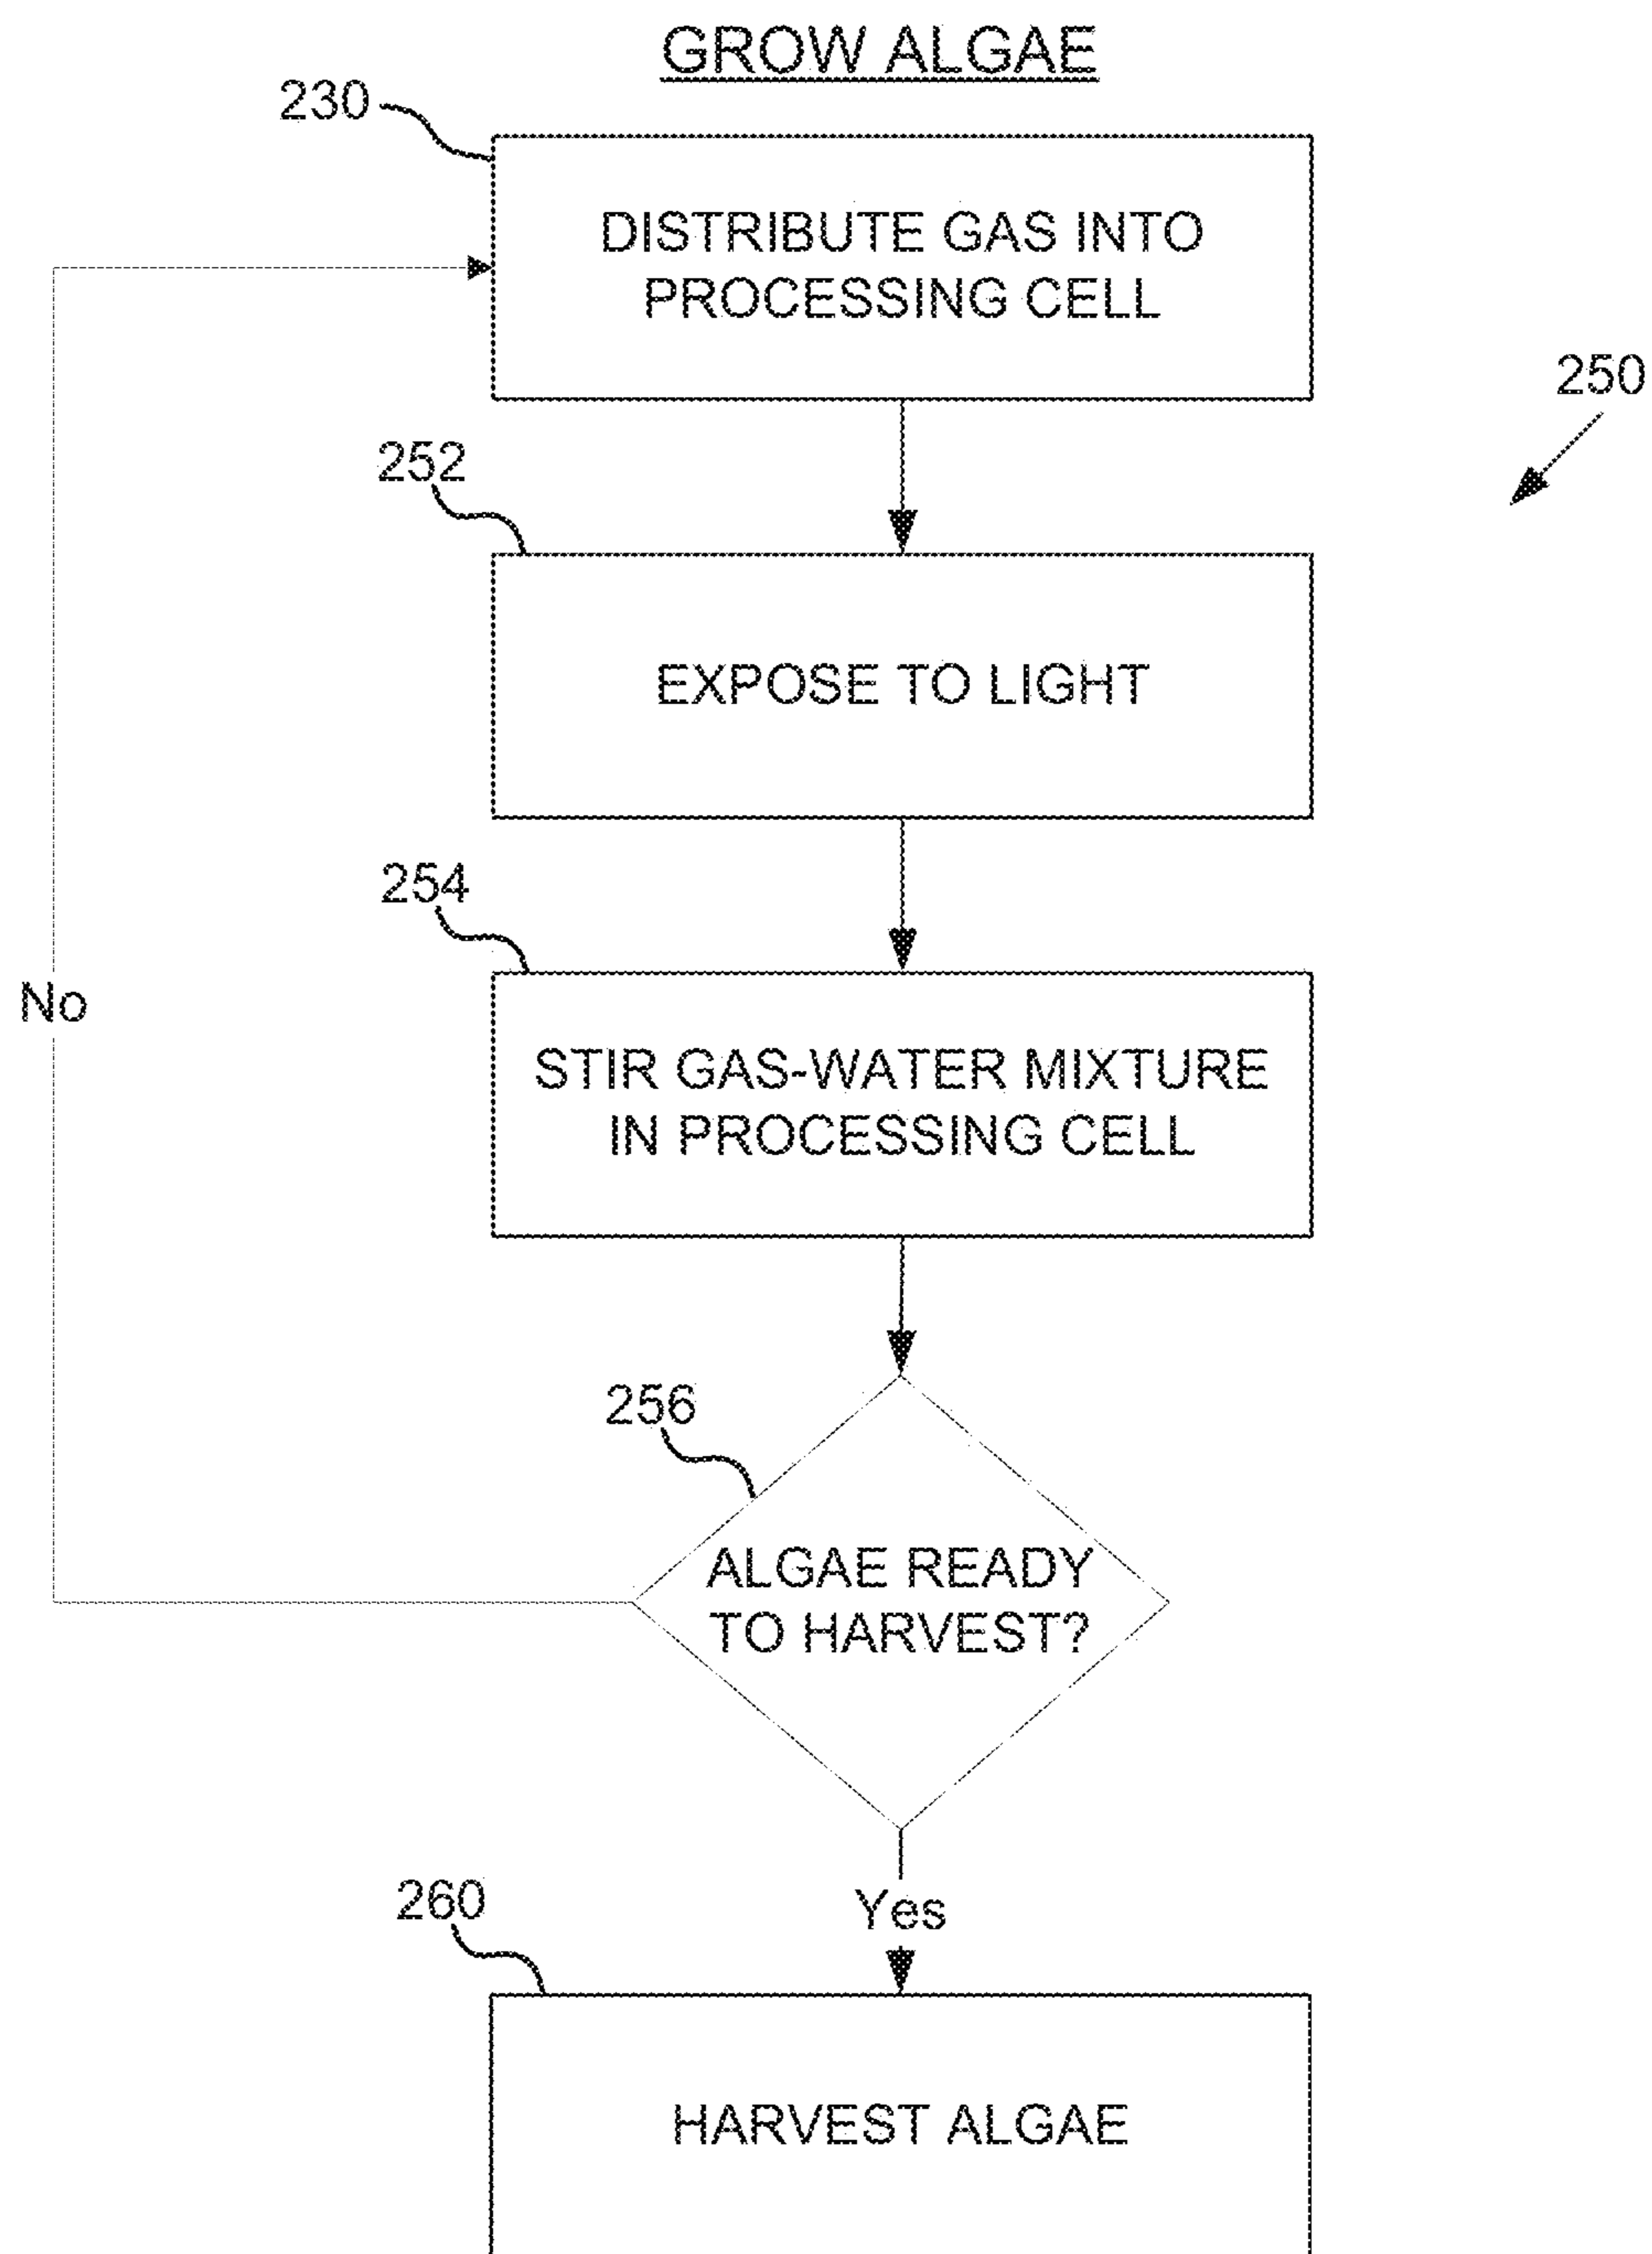 GROW ALGAE
230
DISTRIBUTE GAS INTO
PROCESSING CELL
250
252
EXPOSE TO LIGHT
254
No
STIR GAS-WATER MIXTURE
IN PROCESSING CELL
256
ALGAE READY
TO HARVEST?
260
Yes
HARVEST ALGAE